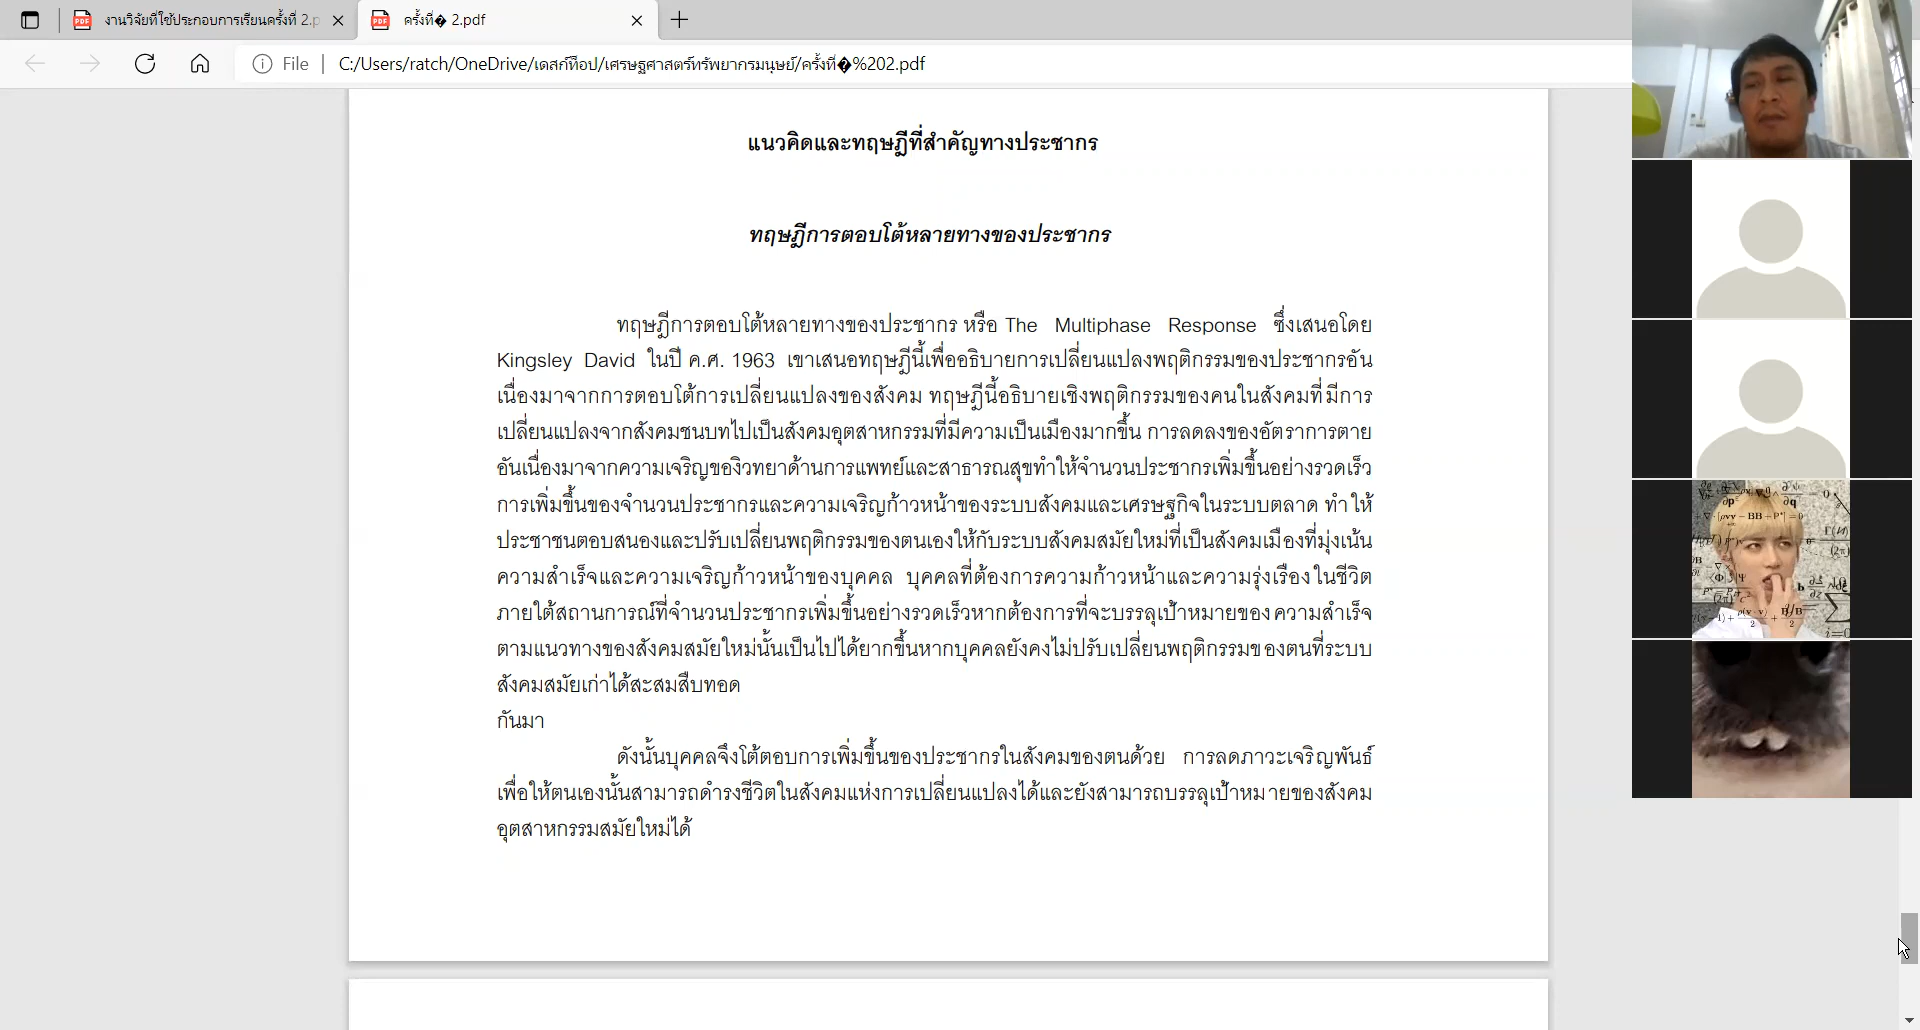 งานวิจัยที่ใช้ประกอบการเรียนครั้งที่ 2.p
ครั้งที่� 2.pdf
File
C:/Users/ratch/OneDrive/เดสก์ท็อป/เศรษฐศาสตร์ทรัพยากรมนุษย์/ครั้งที่�%202.pdf
แนวคิดและทฤษฎีที่สำคัญทางประชากร
ทฤษฎีการตอบโต้หลายทางของประชากร
ทฤษฎีการตอบโต้หลายทางของประชากร หรือ The Multiphase Response ซึ่งเสนอโดย
Kingsley David ในปี ค.ศ. 1963 เขาเสนอทฤษฎีนี้เพื่ออธิบายการเปลี่ยนแปลงพฤติกรรมของประชากรอัน
เนื่องมาจากการตอบโต้การเปลี่ยนแปลงของสังคม ทฤษฎีนี้อธิบายเชิงพฤติกรรมของคนในสังคมที่มีการ
เปลี่ยนแปลงจากสังคมชนบทไปเป็นสังคมอุตสาหกรรมที่มีความเป็นเมืองมากขึ้น การลดลงของอัตราการตาย
อันเนื่องมาจากความเจริญของิวทยาด้านการแพทย์และสาธารณสุขทำให้จำนวนประชากรเพิ่มขึ้นอย่างรวดเร็ว
การเพิ่มขึ้นของจำนวนประชากรและความเจริญก้าวหน้าของระบบสังคมและเศรษฐกิจในระบบตลาด ทำให้
ประชาชนตอบสนองและปรับเปลี่ยนพฤติกรรมของตนเองให้กับระบบสังคมสมัยใหม่ที่เป็นสังคมเมืองที่มุ่งเน้น
ความสำเร็จและความเจริญก้าวหน้าของบุคคล บุคคลที่ต้องการความก้าวหน้าและความรุ่งเรืองในชีวิต
ภายใต้สถานการณ์ที่จำนวนประชากรเพิ่มขึ้นอย่างรวดเร็วหากต้องการที่จะบรรลุเป้าหมายของความสำเร็จ
ตามแนวทางของสังคมสมัยใหม่นั้นเป็นไปได้ยากขึ้นหากบุคคลยังคงไม่ปรับเปลี่ยนพฤติกรรมของตนที่ระบบ
สังคมสมัยเก่าได้สะสมสืบทอด
กันมา
ดังนั้นบุคคลจึงโต้ตอบการเพิ่มขึ้นของประชากรในสังคมของตนด้วย การลดภาวะเจริญพันธ์
เพื่อให้ตนเองนั้นสามารถดำรงชีวิตในสังคมแห่งการเปลี่ยนแปลงได้และยังสามารถบรรลุเป้าหมายของสังคม
อุตสาหกรรมสมัยใหม่ได้